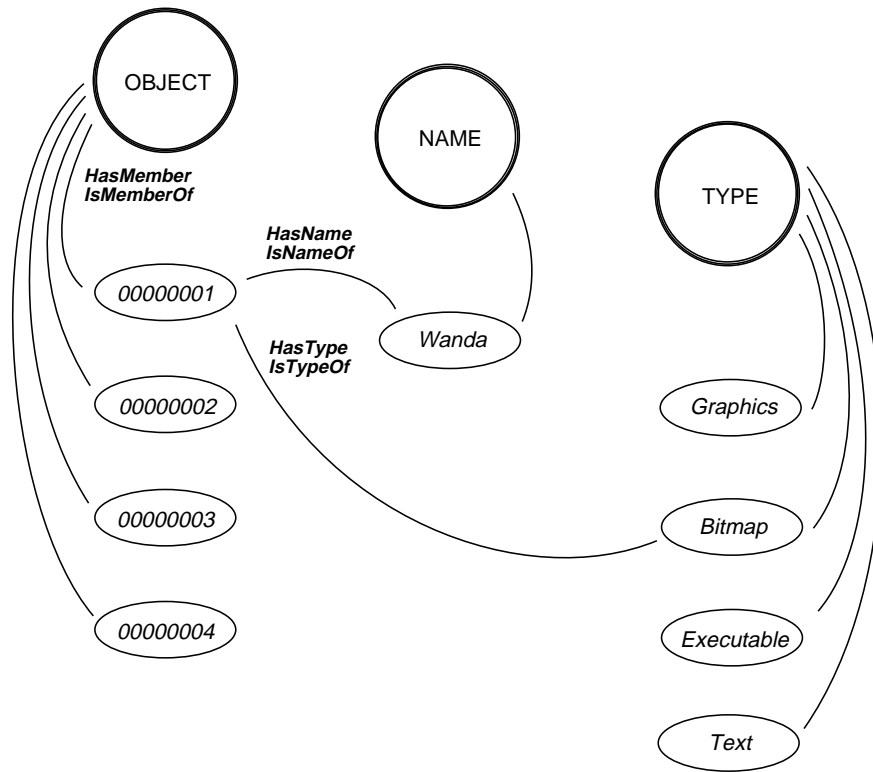 OBJECT
NAME
TYPE
HasMember
IsMemberOf
HasName
IsNameOf
00000001
Wanda
HasType
IsTypeOf
00000002
Graphics
00000003
Bitmap
00000004
Executable
Text